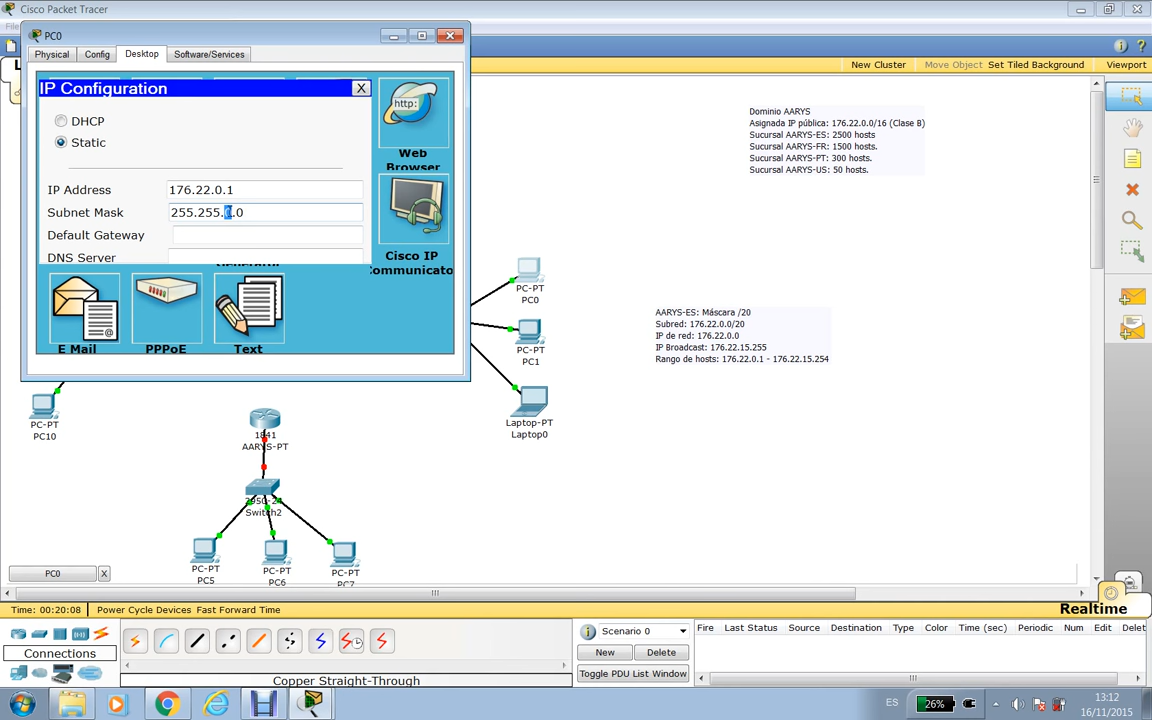 Cisco Packet Tracer
PC0
Physical
Config
Desktop
Software/Services
IP Configuration
X
DHCP
Static
IP Address
176.22.0.1
Subnet Mask
255.255.0.0
Default Gateway
DNS Server
http:
Web
Browser
Cisco IP
Communicator
E Mail
PPPoE
Text
New Cluster
Move Object
Set Tiled Background
Viewport
Dominio AARYS
Asignada IP pública: 176.22.0.0/16 (Clase B)
Sucursal AARYS-ES: 2500 hosts
Sucursal AARYS-FR: 1500 hosts.
Sucursal AARYS-PT: 300 hosts.
Sucursal AARYS-US: 50 hosts.
PC-PT
PC0
PC-PT
PC1
Laptop-PT
Laptop0
AARYS-ES: Máscara /20
Subred: 176.22.0.0/20
IP de red: 176.22.0.0
IP Broadcast: 176.22.15.255
Rango de hosts: 176.22.0.1 - 176.22.15.254
PC-PT
PC10
1841
AARYS-PT
2950-24
Switch2
PC-PT
PC5
PC-PT
PC6
PC-PT
PC7
PC0
X
Time: 00:20:08
Power Cycle Devices
Fast Forward Time
Realtime
Connections
Copper Straight-Through
Scenario 0
New
Delete
Toggle PDU List Window
Fire
Last Status
Source
Destination
Type
Color
Time (sec)
Periodic
Num
Edit
Delet
ES
26%
13:12
16/11/2015